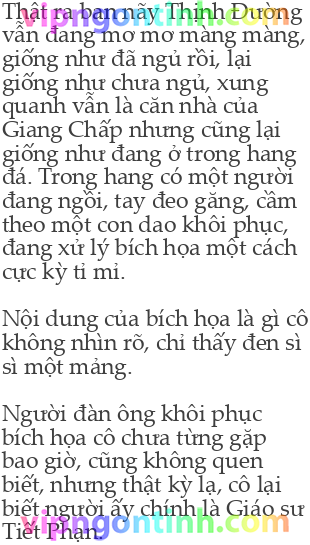 Thật ra ban nãy Thịnh Đường
vẫn đang mơ mơ màng màng,
giống như đã ngủ rồi, lại
giống như chưa ngủ, xung
quanh vẫn là căn nhà của
Giang Chấp nhưng cũng lại
giống như đang ở trong hang
đá. Trong hang có một người
đang ngồi, tay đeo găng, cầm
theo một con dao khôi phục,
đang xử lý bích họa một cách
cực kỳ tỉ mỉ.
Nội dung của bích họa là gì cô
không nhìn rõ, chỉ thấy đen sì
sì một mảng.
Người đàn ông khôi phục
bích họa cô chưa từng gặp
bao giờ, cũng không quen
biết, nhưng thật kỳ lạ, cô lại
biết người ấy chính là Giáo sư
Tiết Phạn.
vipngontinh.com
vipngontinh.com